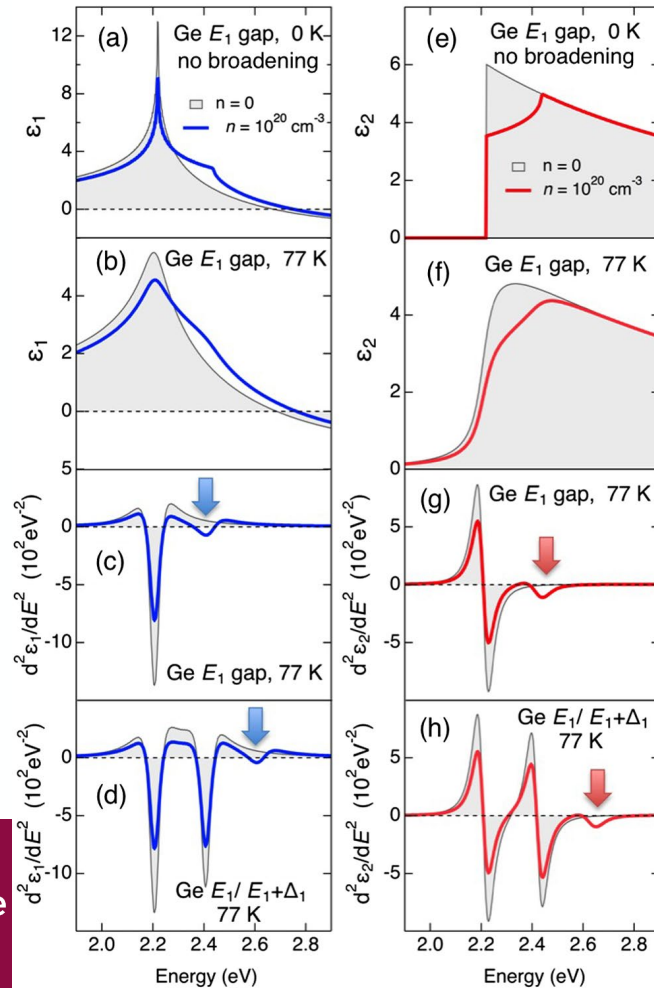 (a) Ge E₁ gap, 0 K
no broadening
n = 0
n = 10²⁰ cm⁻³
ε₁
12
8
4
0
(b) Ge E₁ gap, 77 K
ε₁
4
2
0
(c)
Ge E₁ gap, 77 K
d²ε₁/dE² (10²eV⁻²)
5
0
-5
-10
(d)
Ge E₁/ E₁+Δ₁
77 K
d²ε₁/dE² (10²eV⁻²)
0
-5
-10
2.0 2.2 2.4 2.6 2.8
Energy (eV)
(e) Ge E₁ gap, 0 K
no broadening
n = 0
n = 10²⁰ cm⁻³
ε₂
6
4
2
0
(f) Ge E₁ gap, 77 K
ε₂
4
2
0
(g) Ge E₁ gap, 77 K
d²ε₂/dE² (10²eV⁻²)
5
0
-5
(h) Ge E₁/ E₁+Δ₁
77 K
d²ε₂/dE² (10²eV⁻²)
5
0
-5
2.0 2.2 2.4 2.6 2.8
Energy (eV)
e